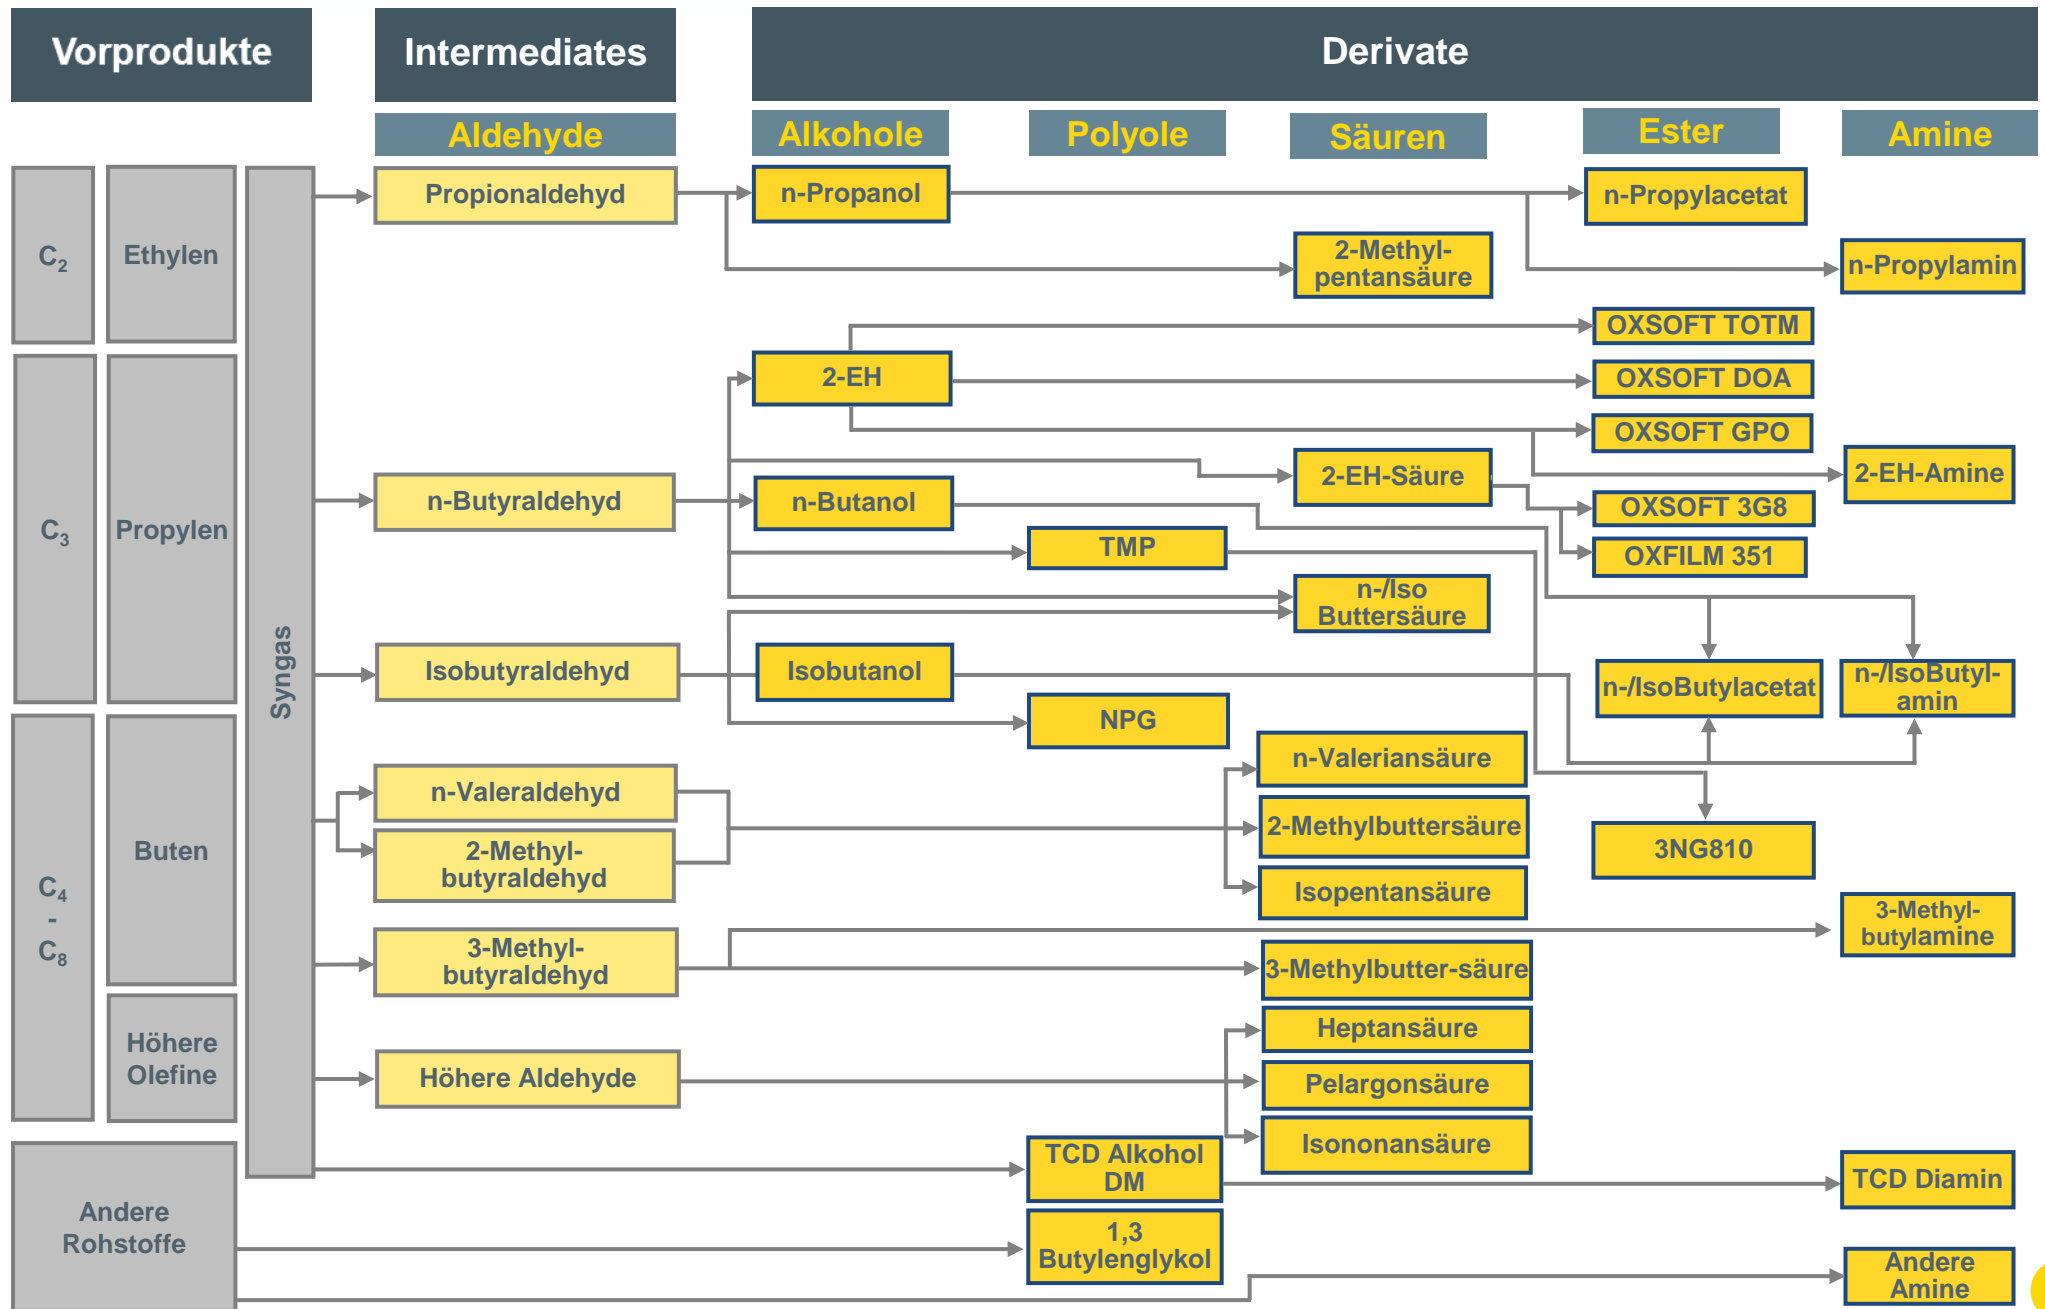 Vorprodukte
Intermediates
Derivate
Aldehyde
Alkohole
Polyole
Säuren
Ester
Amine
C2
Ethylen
C3
Propylen
C4
-
C8
Buten
Höhere
Olefine
Andere
Rohstoffe
Syngas
Propionaldehyd
n-Butyraldehyd
Isobutyraldehyd
n-Valeraldehyd
2-Methyl-
butyraldehyd
3-Methyl-
butyraldehyd
Höhere Aldehyde
n-Propanol
2-EH
n-Butanol
Isobutanol
TMP
NPG
TCD Alkohol
DM
1,3
Butylenglykol
2-Methyl-
pentansäure
2-EH-Säure
n-/Iso
Buttersäure
n-Valeriansäure
2-Methylbuttersäure
Isopentansäure
3-Methylbutter-säure
Heptansäure
Pelargonsäure
Isononansäure
n-Propylacetat
OXSOFT TOTM
OXSOFT DOA
OXSOFT GPO
OXSOFT 3G8
OXFILM 351
n-/IsoButylacetat
3NG810
n-Propylamin
2-EH-Amine
n-/IsoButyl-
amin
3-Methyl-
butylamine
TCD Diamin
Andere
Amine